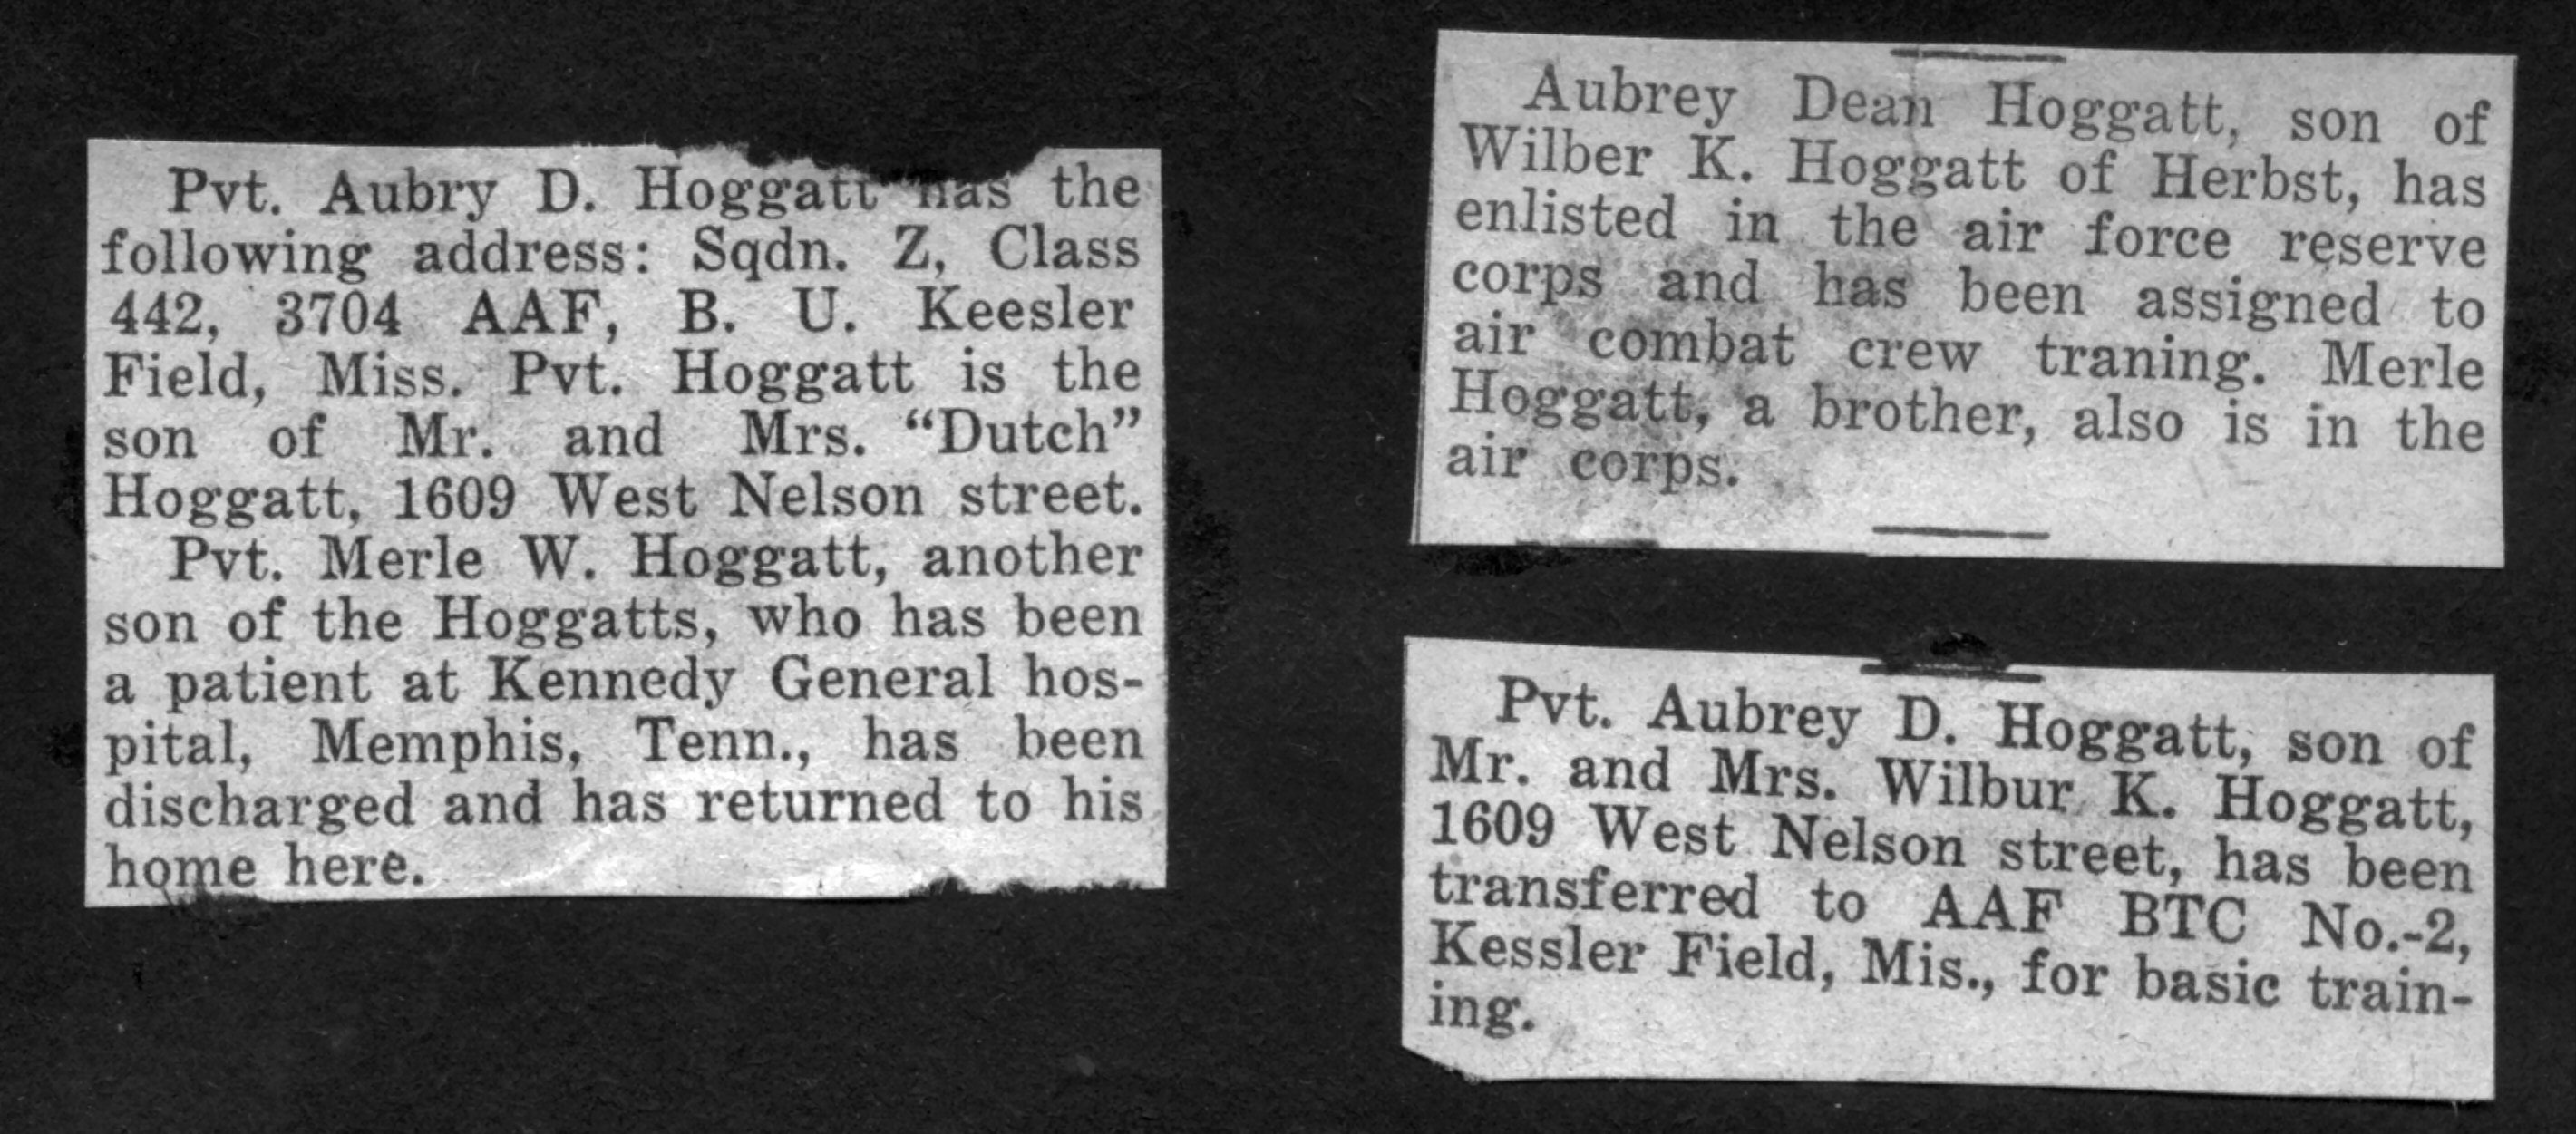 Pvt. Aubry D. Hoggatt has the
following address: Sqdn. Z, Class
442, 3704 AAF, B. U. Keesler
Field, Miss. Pvt. Hoggatt is the
son of Mr. and Mrs. “Dutch”
Hoggatt, 1609 West Nelson street.
Pvt. Merle W. Hoggatt, another
son of the Hoggatts, who has been
a patient at Kennedy General hos-
pital, Memphis, Tenn., has been
discharged and has returned to his
home here.
Aubrey Dean Hoggatt, son of
Wilber K. Hoggatt of Herbst, has
enlisted in the air force reserve
corps and has been assigned to
air combat crew traning. Merle
Hoggatt, a brother, also is in the
air corps.
Pvt. Aubrey D. Hoggatt, son of
Mr. and Mrs. Wilbur K. Hoggatt,
1609 West Nelson street, has been
transferred to AAF BTC No.-2,
Kessler Field, Mis., for basic train-
ing.